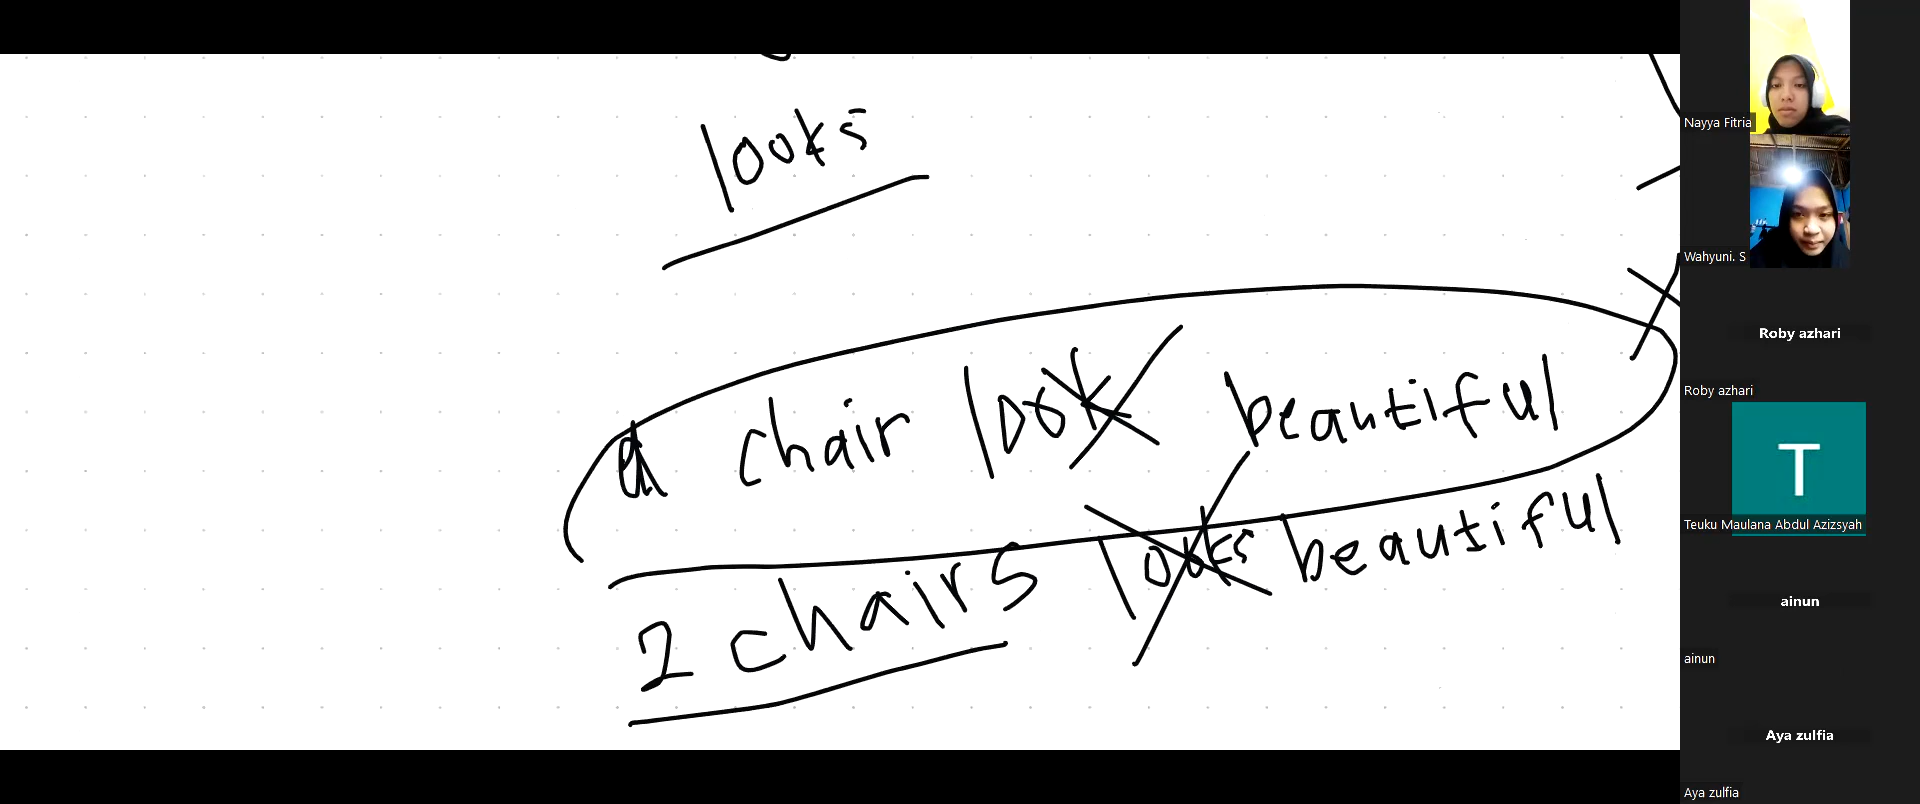 looks
a chair look beautiful
2 chairs looks beautiful
Nayya Fitria
Wahyuni. S
Roby azhari
Roby azhari
T
Teuku Maulana Abdul Azizsyah
ainun
ainun
Aya zulfia
Aya zulfia